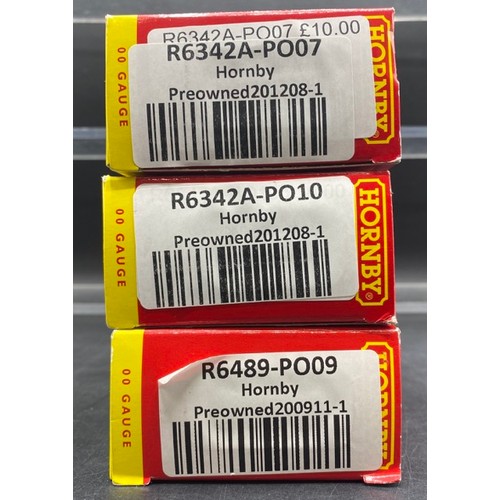 R6342A-PO07 £10.00
R6342A-PO07
Hornby
Preowned201208-1
00 GAUGE
HORNBY
R6342A-PO10
Hornby
Preowned201208-1
00 GAUGE
HORNBY®
R6489-PO09
Hornby
Preowned200911-1
00 GAUGE
HORNBY